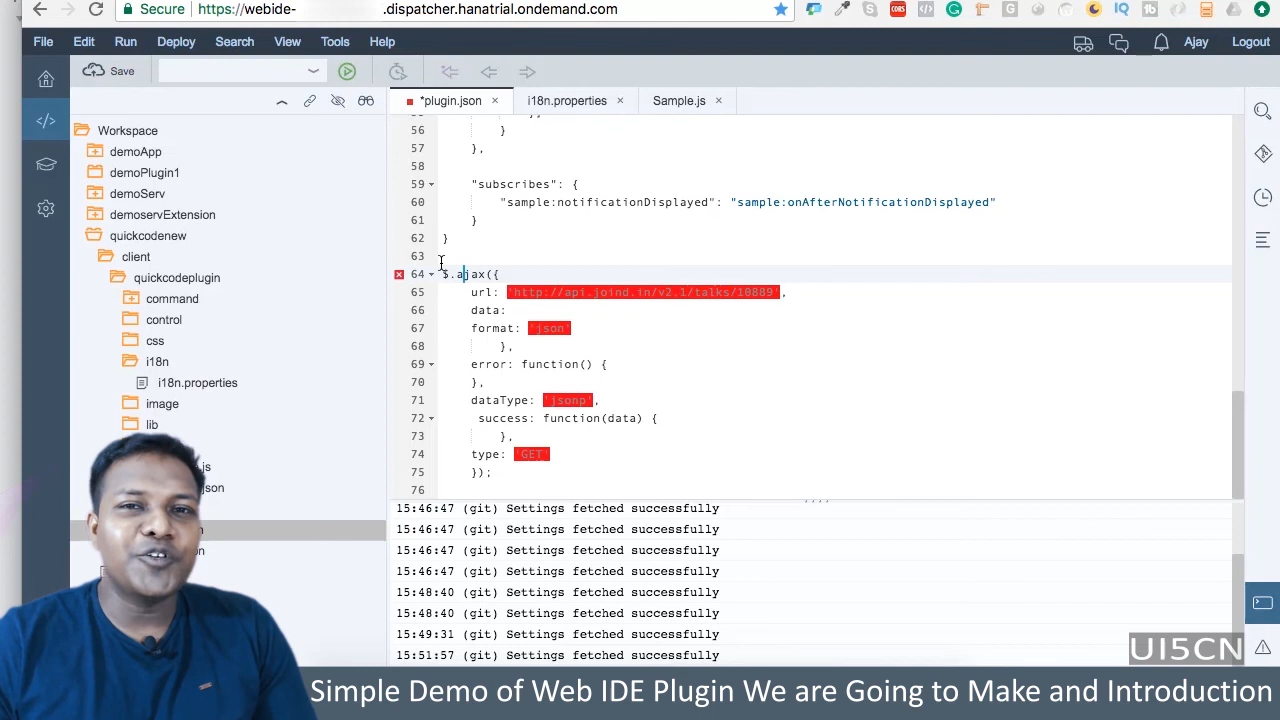 Secure https://webide- .dispatcher.hanatrial.ondemand.com
File Edit Run Deploy Search View Tools Help Ajay Logout
Save
*plugin.json × i18n.properties × Sample.js ×
Workspace
demoApp
demoPlugin1
demoServ
demoservExtension
quickcodenew
client
quickcodeplugin
command
control
css
i18n
i18n.properties
image
lib
.js
json
56 }
57 },
58
59 "subscribes": {
60 "sample:notificationDisplayed": "sample:onAfterNotificationDisplayed"
61 }
62 }
63
64 $.ajax({
65 url: 'http://api.joind.in/v2.1/talks/10889',
66 data:
67 format: 'json'
68 },
69 error: function() {
70 },
71 dataType: 'jsonp',
72 success: function(data) {
73 },
74 type: 'GET'
75 });
76
15:46:47 (git) Settings fetched successfully
15:46:47 (git) Settings fetched successfully
15:46:47 (git) Settings fetched successfully
15:46:47 (git) Settings fetched successfully
15:48:40 (git) Settings fetched successfully
15:48:40 (git) Settings fetched successfully
15:49:31 (git) Settings fetched successfully
15:51:57 (git) Settings fetched successfully
UI5CN
Simple Demo of Web IDE Plugin We are Going to Make and Introduction